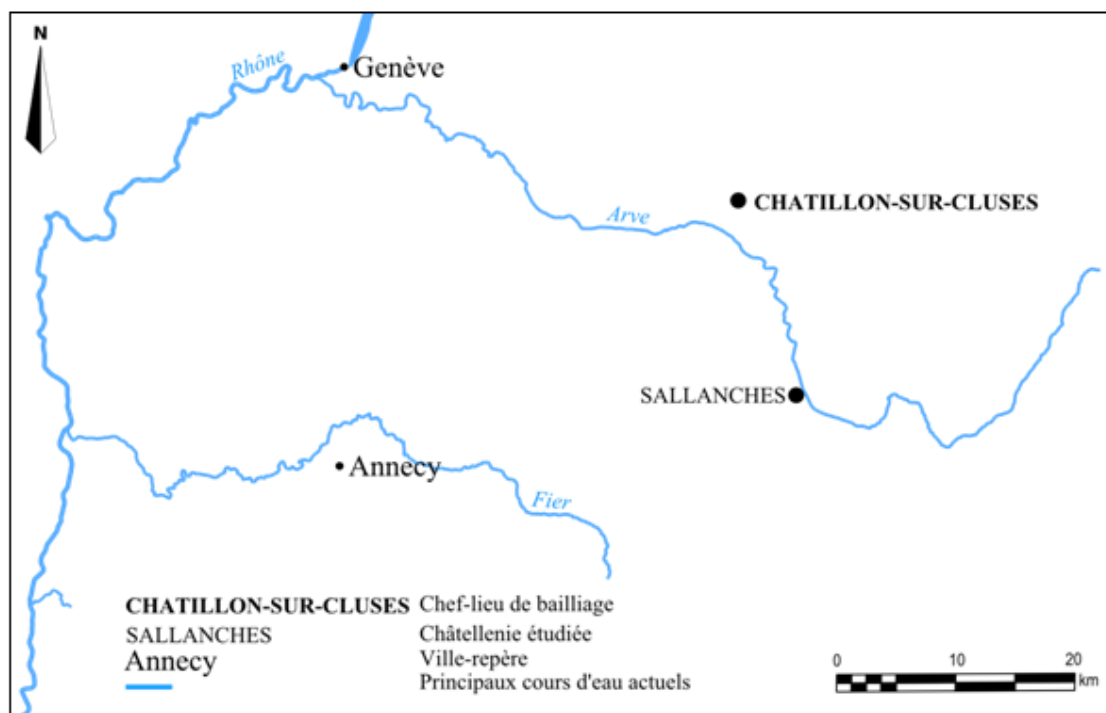 N
Rhône
Genève
Arve
CHATILLON-SUR-CLUSES
SALLANCHES
Annecy
Fier
CHATILLON-SUR-CLUSES Chef-lieu de bailliage
SALLANCHES Châtellenie étudiée
Annecy Ville-repère
Principaux cours d'eau actuels
0 10 20
km